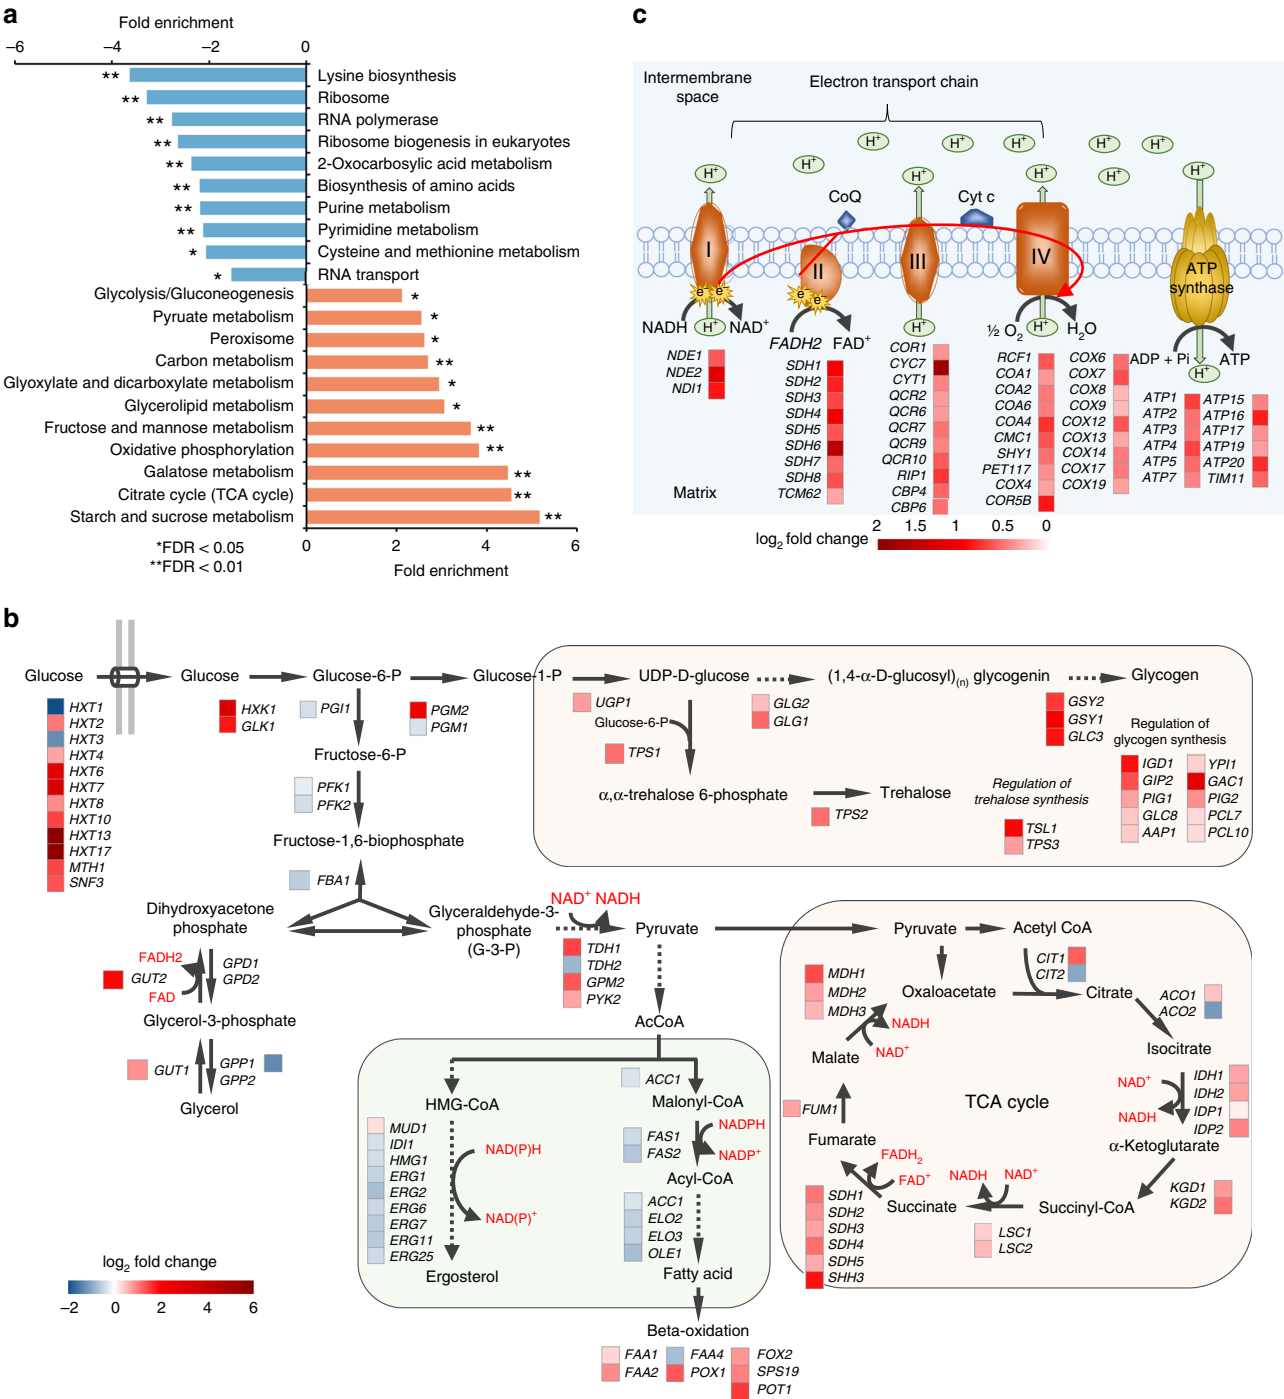 a
Fold enrichment
–6 –4 –2 0
** Lysine biosynthesis
** Ribosome
** RNA polymerase
** Ribosome biogenesis in eukaryotes
** 2-Oxocarbosylic acid metabolism
** Biosynthesis of amino acids
** Purine metabolism
** Pyrimidine metabolism
* Cysteine and methionine metabolism
* RNA transport
Glycolysis/Gluconeogenesis *
Pyruate metabolism *
Peroxisome *
Carbon metabolism **
Glyoxylate and dicarboxylate metabolism *
Glycerolipid metabolism *
Fructose and mannose metabolism **
Oxidative phosphorylation **
Galatose metabolism **
Citrate cycle (TCA cycle) **
Starch and sucrose metabolism **
0 2 4 6
Fold enrichment
*FDR < 0.05
**FDR < 0.01
c
Intermembrane
space
Electron transport chain
H+ H+ H+ H+ H+
H+ H+ H+ H+ H+ H+
CoQ
Cyt c
I
II
III
IV
ATP
synthase
e− e−
e− e−
NADH H+ NAD+
FADH2 FAD+
H+
½ O2 H+ H2O
ADP + Pi ATP
H+
NDE1
NDE2
NDI1
SDH1
SDH2
SDH3
SDH4
SDH5
SDH6
SDH7
SDH8
TCM62
COR1
CYC7
CYT1
QCR2
QCR6
QCR7
QCR9
QCR10
RIP1
CBP4
CBP6
RCF1
COA1
COA2
COA6
COA4
CMC1
SHY1
PET117
COX4
COR5B
COX6
COX7
COX8
COX9
COX12
COX13
COX14
COX17
COX19
ATP1
ATP2
ATP3
ATP4
ATP5
ATP7
ATP15
ATP16
ATP17
ATP19
ATP20
TIM11
Matrix
2 1.5 1 0.5 0
log2 fold change
b
Glucose
Glucose
Glucose-6-P
Glucose-1-P
UDP-D-glucose
(1,4-α-D-glucosyl)(n) glycogenin
Glycogen
HXT1
HXT2
HXT3
HXT4
HXT6
HXT7
HXT8
HXT10
HXT13
HXT17
MTH1
SNF3
HXK1
GLK1
PGI1
PGM2
PGM1
UGP1
Glucose-6-P
TPS1
GLG2
GLG1
GSY2
GSY1
GLC3
Regulation of
glycogen synthesis
IGD1
GIP2
PIG1
GLC8
AAP1
YPI1
GAC1
PIG2
PCL7
PCL10
Fructose-6-P
PFK1
PFK2
α,α-trehalose 6-phosphate
Trehalose
TPS2
Regulation of
trehalose synthesis
TSL1
TPS3
Fructose-1,6-biophosphate
FBA1
Dihydroxyacetone
phosphate
Glyceraldehyde-3-
phosphate
(G-3-P)
NAD+ NADH
Pyruvate
TDH1
TDH2
GPM2
PYK2
FADH2
GUT2
FAD
GPD1
GPD2
Glycerol-3-phosphate
GUT1
GPP1
GPP2
Glycerol
AcCoA
HMG-CoA
MUD1
IDI1
HMG1
ERG1
ERG2
ERG6
ERG7
ERG11
ERG25
NAD(P)H
NAD(P)+
Ergosterol
ACC1
Malonyl-CoA
FAS1
FAS2
NADPH
NADP+
Acyl-CoA
ACC1
ELO2
ELO3
OLE1
Fatty acid
Beta-oxidation
FAA1
FAA2
FAA4
POX1
FOX2
SPS19
POT1
Pyruvate
Acetyl CoA
CIT1
CIT2
Oxaloacetate
Citrate
ACO1
ACO2
Isocitrate
MDH1
MDH2
MDH3
NADH
NAD+
Malate
FUM1
Fumarate
TCA cycle
NAD+
NADH
IDH1
IDH2
IDP1
IDP2
α-Ketoglutarate
KGD1
KGD2
Succinyl-CoA
NADH NAD+
LSC1
LSC2
Succinate
FADH2
FAD+
SDH1
SDH2
SDH3
SDH4
SDH5
SHH3
log2 fold change
–2 0 2 4 6